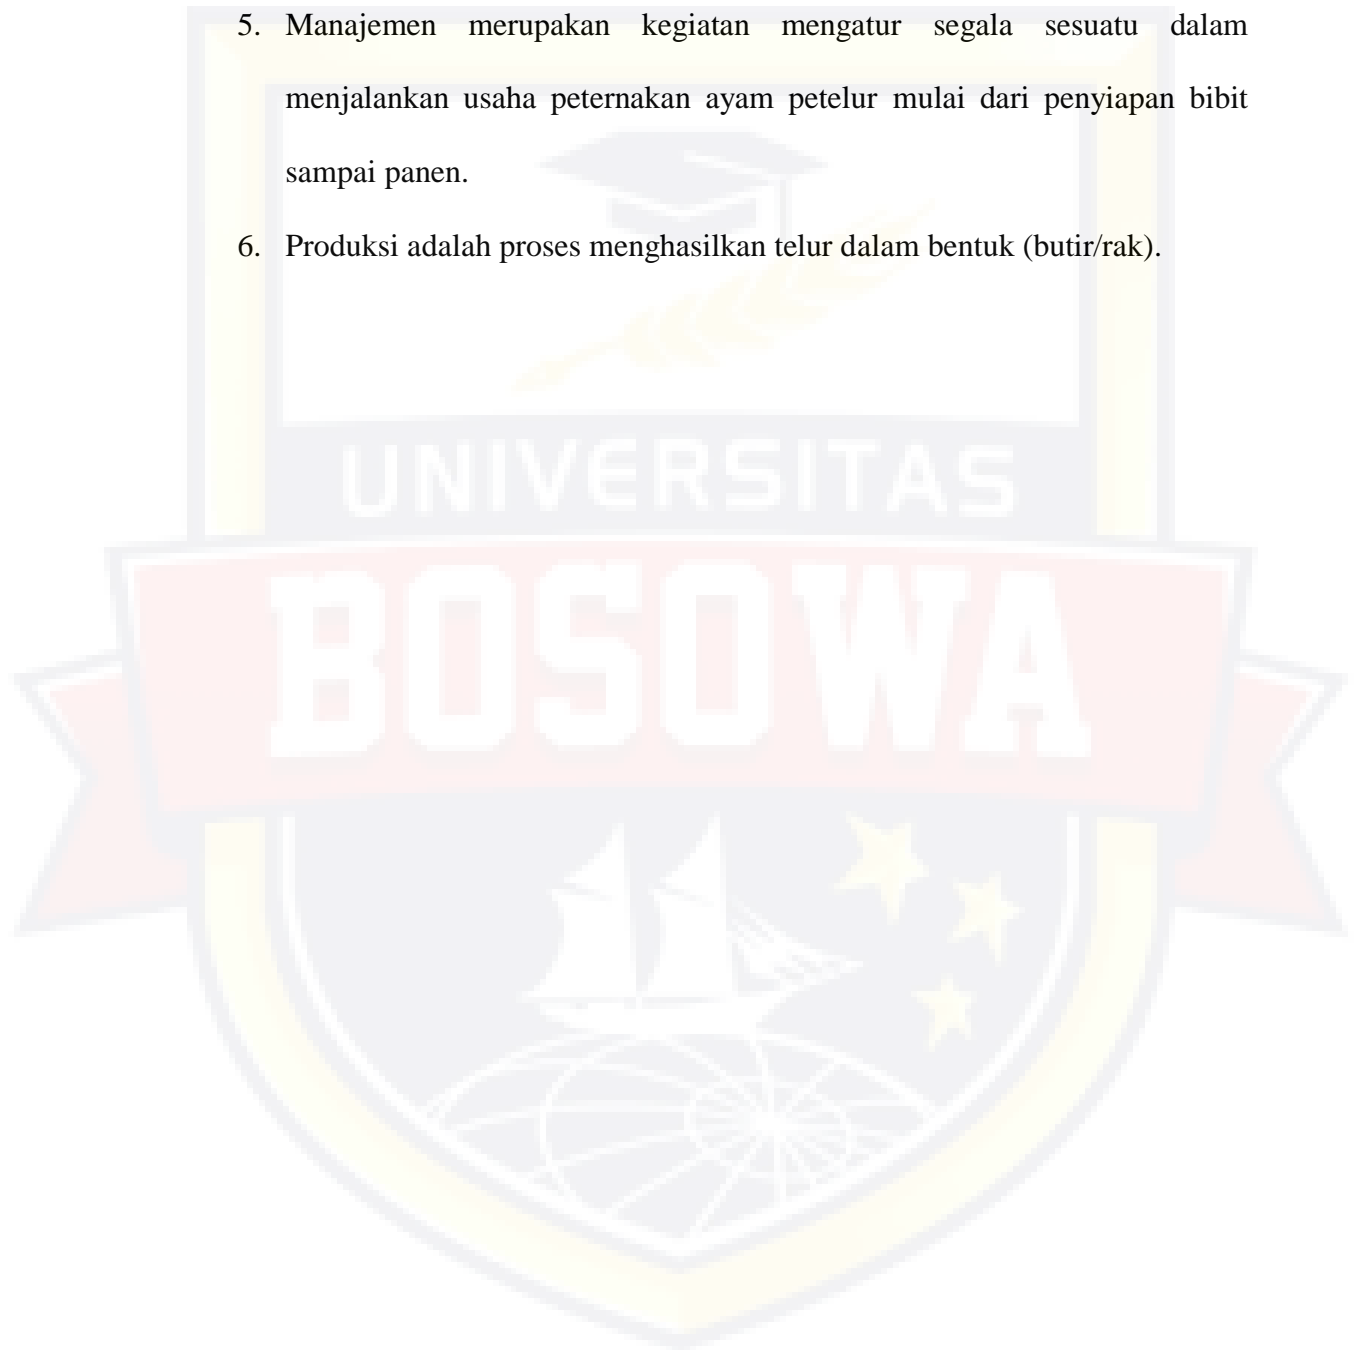 5. Manajemen merupakan kegiatan mengatur segala sesuatu dalam
menjalankan usaha peternakan ayam petelur mulai dari penyiapan bibit
sampai panen.
6. Produksi adalah proses menghasilkan telur dalam bentuk (butir/rak).
UNIVERSITAS
BOSOWA